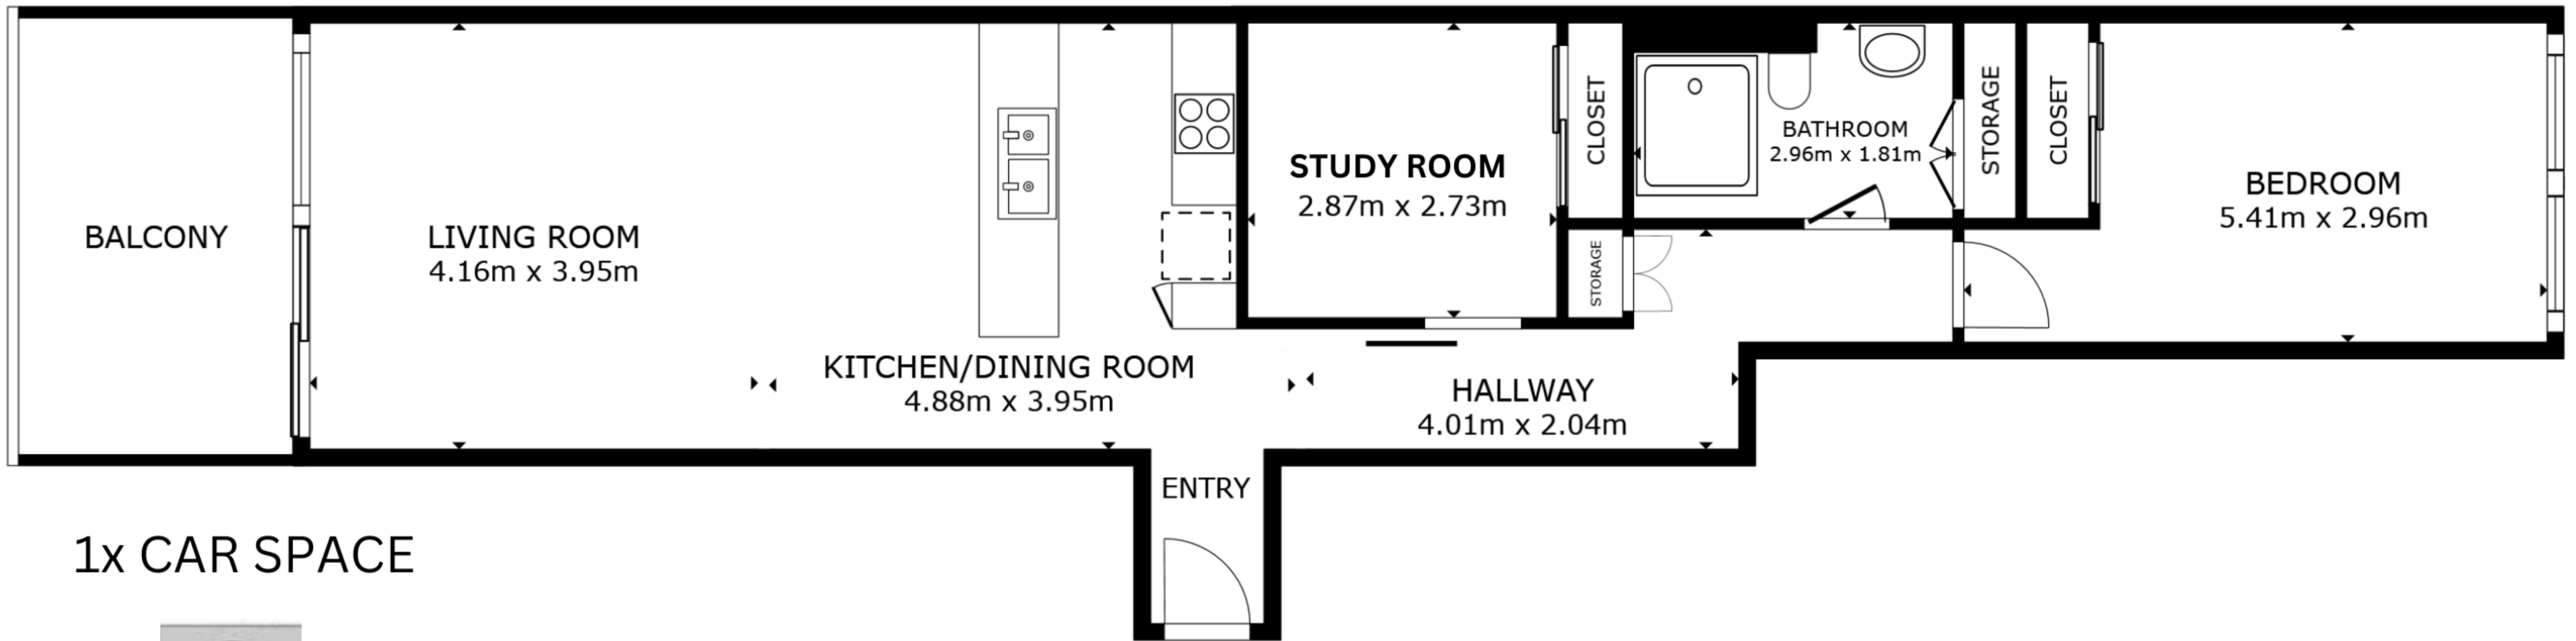 BALCONY
LIVING ROOM
4.16m x 3.95m
KITCHEN/DINING ROOM
4.88m x 3.95m
STUDY ROOM
2.87m x 2.73m
CLOSET
STORAGE
BATHROOM
2.96m x 1.81m
STORAGE
CLOSET
BEDROOM
5.41m x 2.96m
HALLWAY
4.01m x 2.04m
ENTRY
1x CAR SPACE